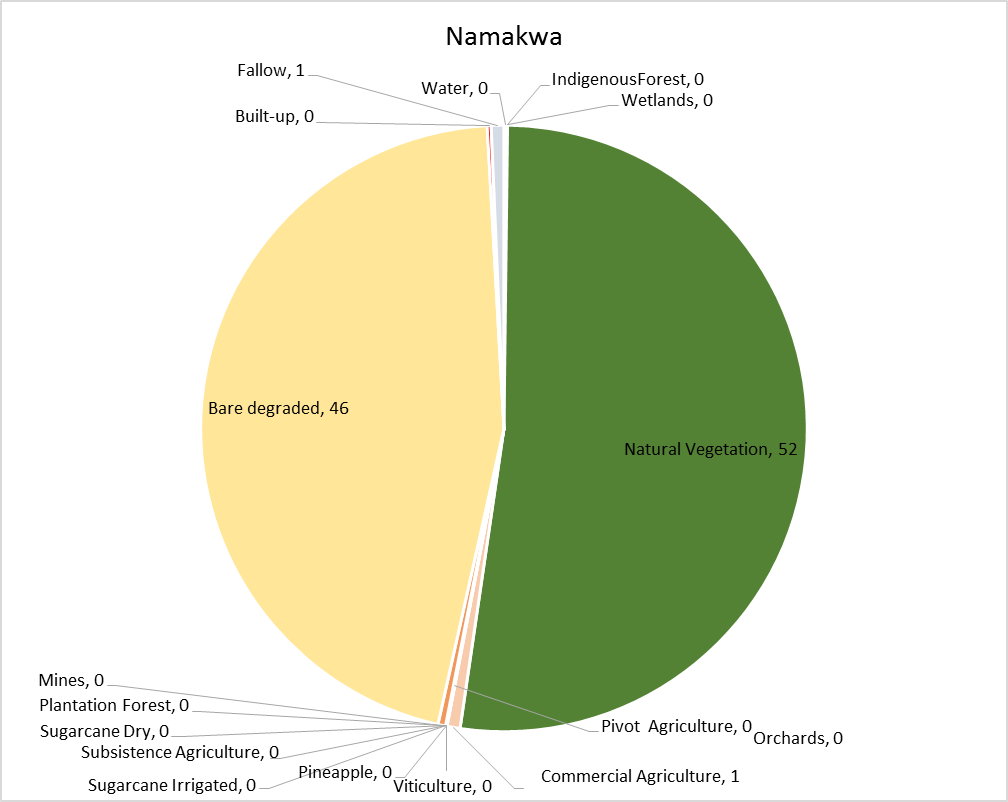 Namakwa
Fallow, 1
Water, 0
IndigenousForest, 0
Wetlands, 0
Built-up, 0
Bare degraded, 46
Natural Vegetation, 52
Mines, 0
Plantation Forest, 0
Sugarcane Dry, 0
Pivot  Agriculture, 0
Orchards, 0
Subsistence Agriculture, 0
Pineapple, 0
Commercial Agriculture, 1
Sugarcane Irrigated, 0
Viticulture, 0